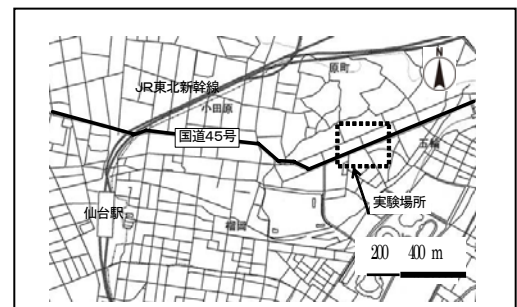 N
原町
JR東北新幹線
小田原
国道45号
五輪
実験場所
仙台駅
榴岡
200 400 m